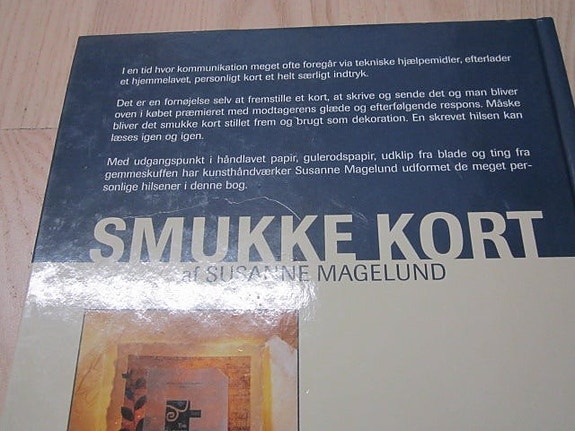 I en tid hvor kommunikation meget ofte foregår via tekniske hjælpemidler, efterlader
et hjemmelavet, personligt kort et helt særligt indtryk.
Det er en fornøjelse selv at fremstille et kort, at skrive og sende det og man bliver
oven i købet præmieret med modtagerens glæde og efterfølgende respons. Måske
bliver det smukke kort stillet frem og brugt som dekoration. En skrevet hilsen kan
læses igen og igen.
Med udgangspunkt i håndlavet papir, gulerodspapir, udklip fra blade og ting fra
gemmeskuffen har kunsthåndværker Susanne Magelund udformet de meget per-
sonlige hilsener i denne bog.
SMUKKE KORT
af SUSANNE MAGELUND